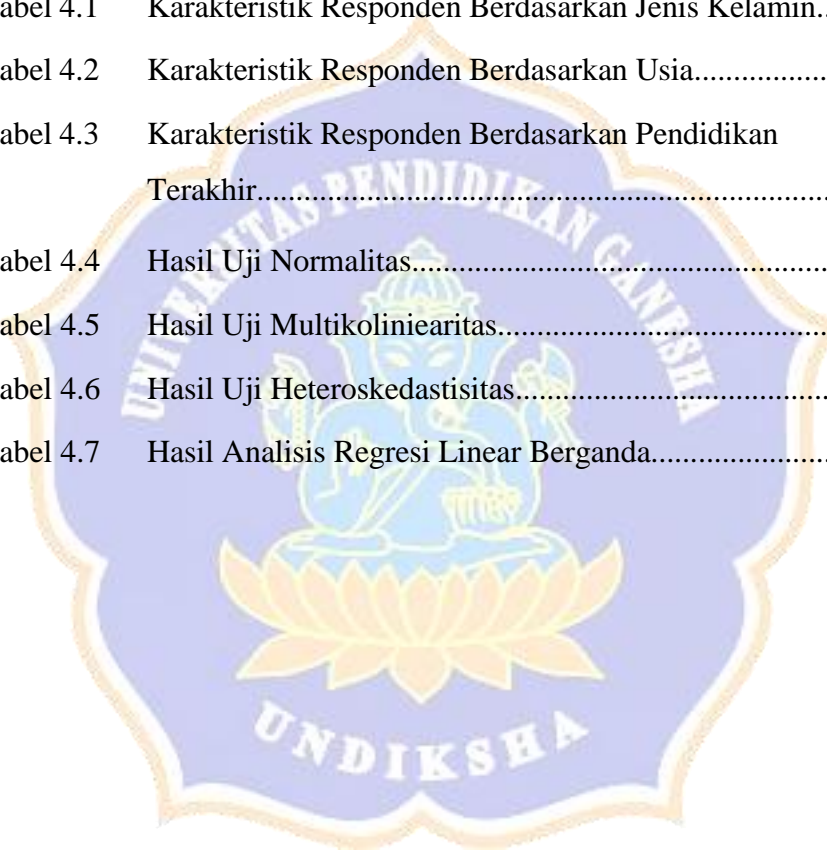 abel 4.1 Karakteristik Responden Berdasarkan Jenis Kelamin..
abel 4.2 Karakteristik Responden Berdasarkan Usia.................
abel 4.3 Karakteristik Responden Berdasarkan Pendidikan
Terakhir........................................................................
abel 4.4 Hasil Uji Normalitas.....................................................
abel 4.5 Hasil Uji Multikoliniearitas..........................................
abel 4.6 Hasil Uji Heteroskedastisitas........................................
abel 4.7 Hasil Analisis Regresi Linear Berganda.......................
UNIVERSITAS PENDIDIKAN GANESHA
UNDIKSHA